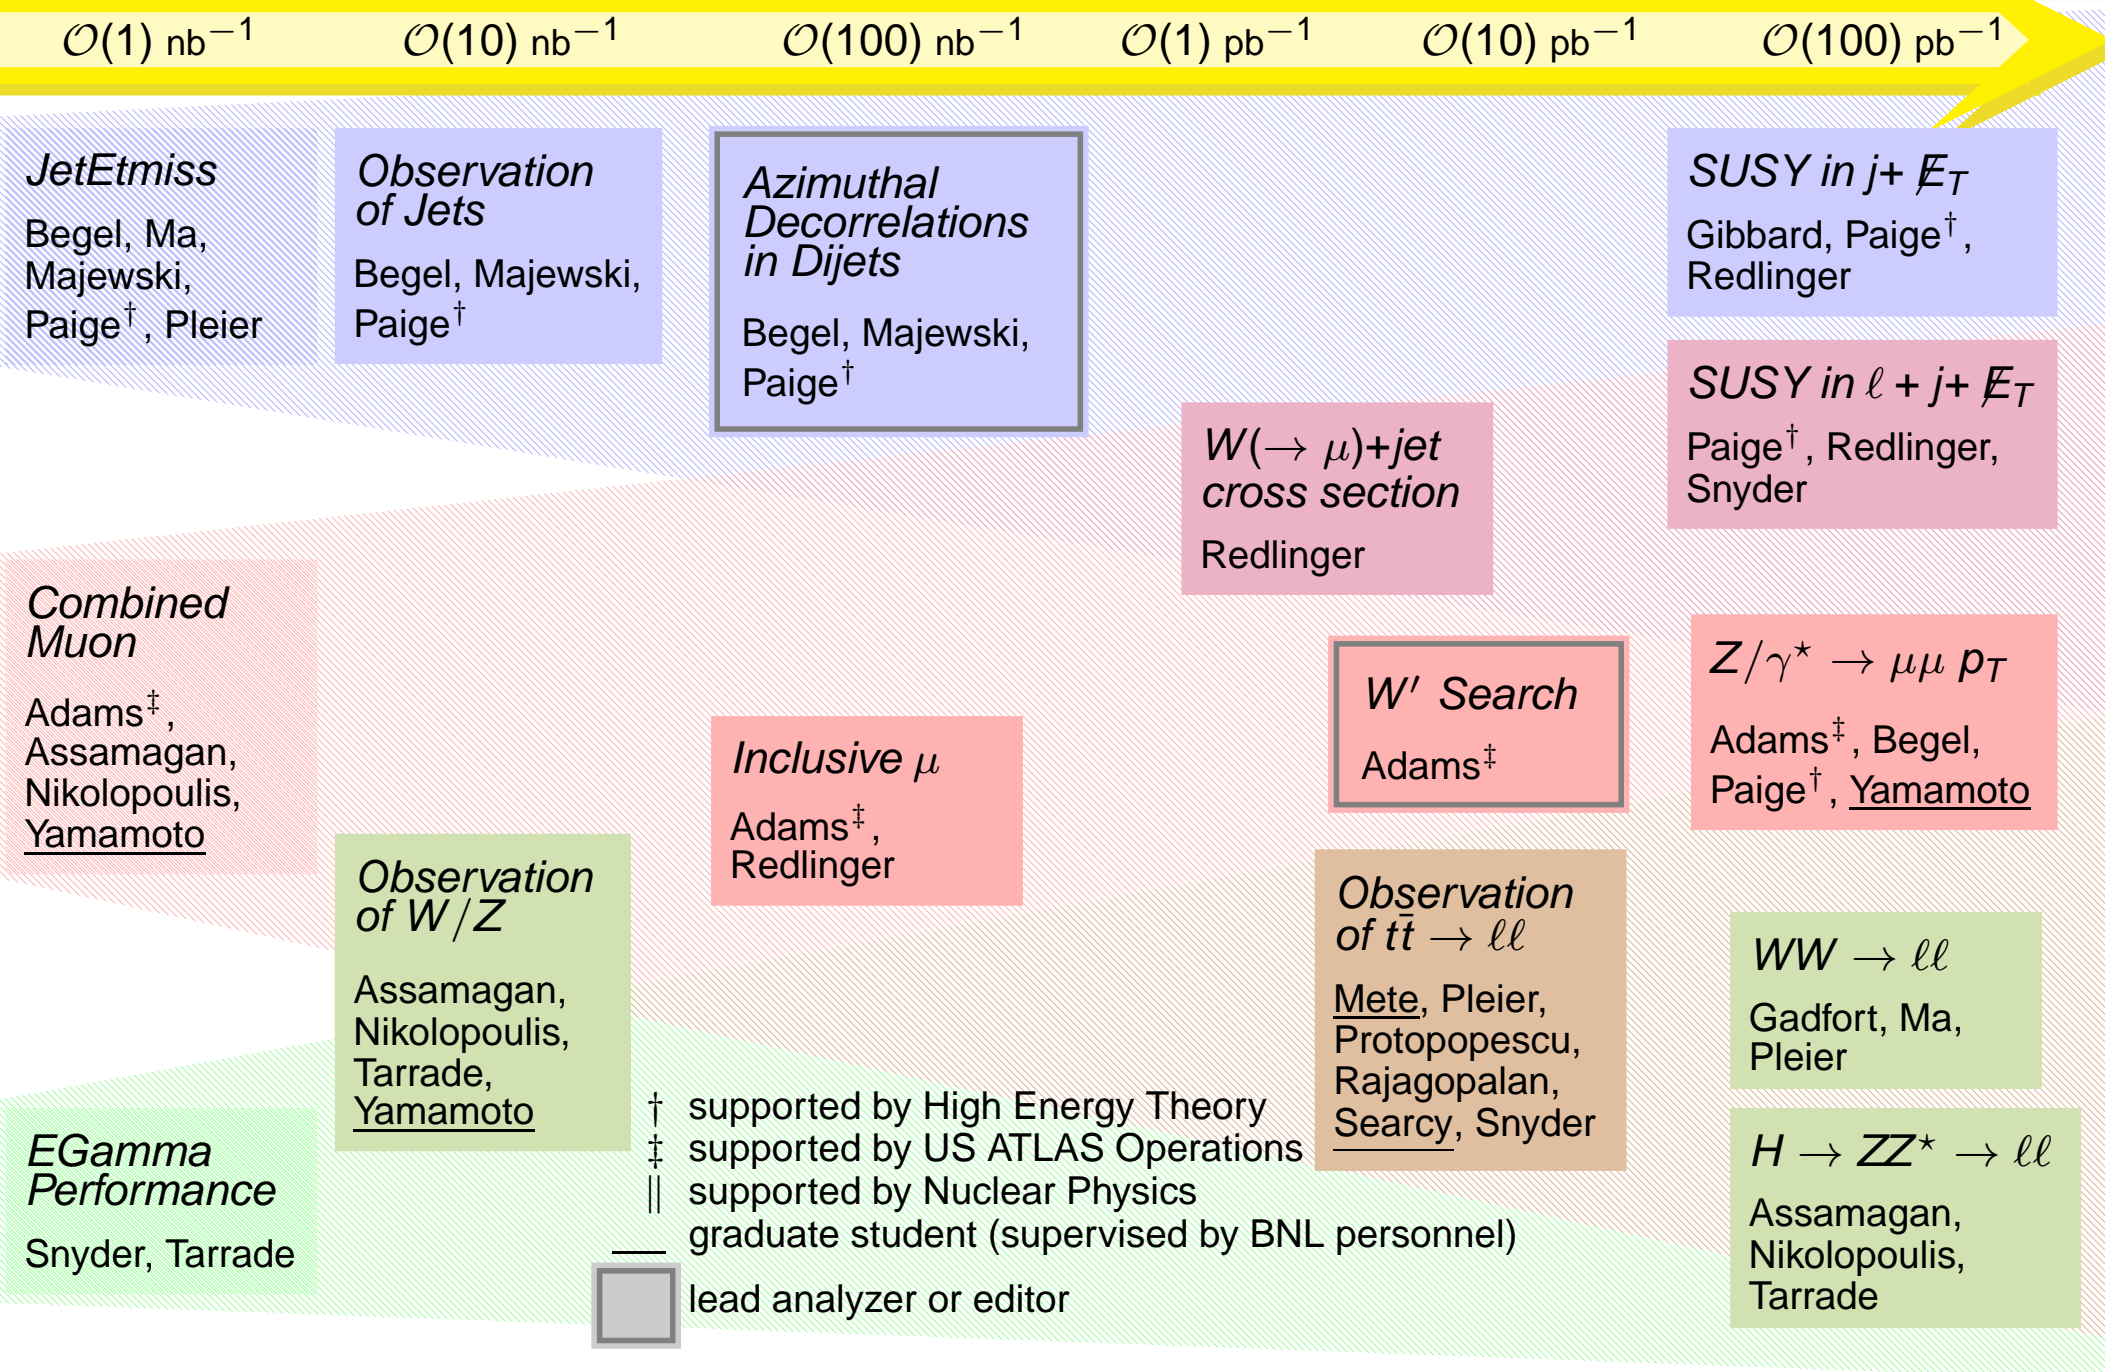 𝒪(1) nb⁻¹ 𝒪(10) nb⁻¹ 𝒪(100) nb⁻¹ 𝒪(1) pb⁻¹ 𝒪(10) pb⁻¹ 𝒪(100) pb⁻¹
JetEtmiss
Begel, Ma,
Majewski,
Paige†, Pleier
Observation
of Jets
Begel, Majewski,
Paige†
Azimuthal
Decorrelations
in Dijets
Begel, Majewski,
Paige†
SUSY in j+ E̸_T
Gibbard, Paige†,
Redlinger
SUSY in ℓ + j+ E̸_T
Paige†, Redlinger,
Snyder
W(→ μ)+jet
cross section
Redlinger
Combined
Muon
Adams‡,
Assamagan,
Nikolopoulis,
Yamamoto
Inclusive μ
Adams‡,
Redlinger
W′ Search
Adams‡
Z/γ⋆ → μμ p_T
Adams‡, Begel,
Paige†, Yamamoto
Observation
of W/Z
Assamagan,
Nikolopoulis,
Tarrade,
Yamamoto
Observation
of tt̄ → ℓℓ
Mete, Pleier,
Protopopescu,
Rajagopalan,
Searcy, Snyder
WW → ℓℓ
Gadfort, Ma,
Pleier
EGamma
Performance
Snyder, Tarrade
H → ZZ⋆ → ℓℓ
Assamagan,
Nikolopoulis,
Tarrade
† supported by High Energy Theory
‡ supported by US ATLAS Operations
|| supported by Nuclear Physics
graduate student (supervised by BNL personnel)
lead analyzer or editor